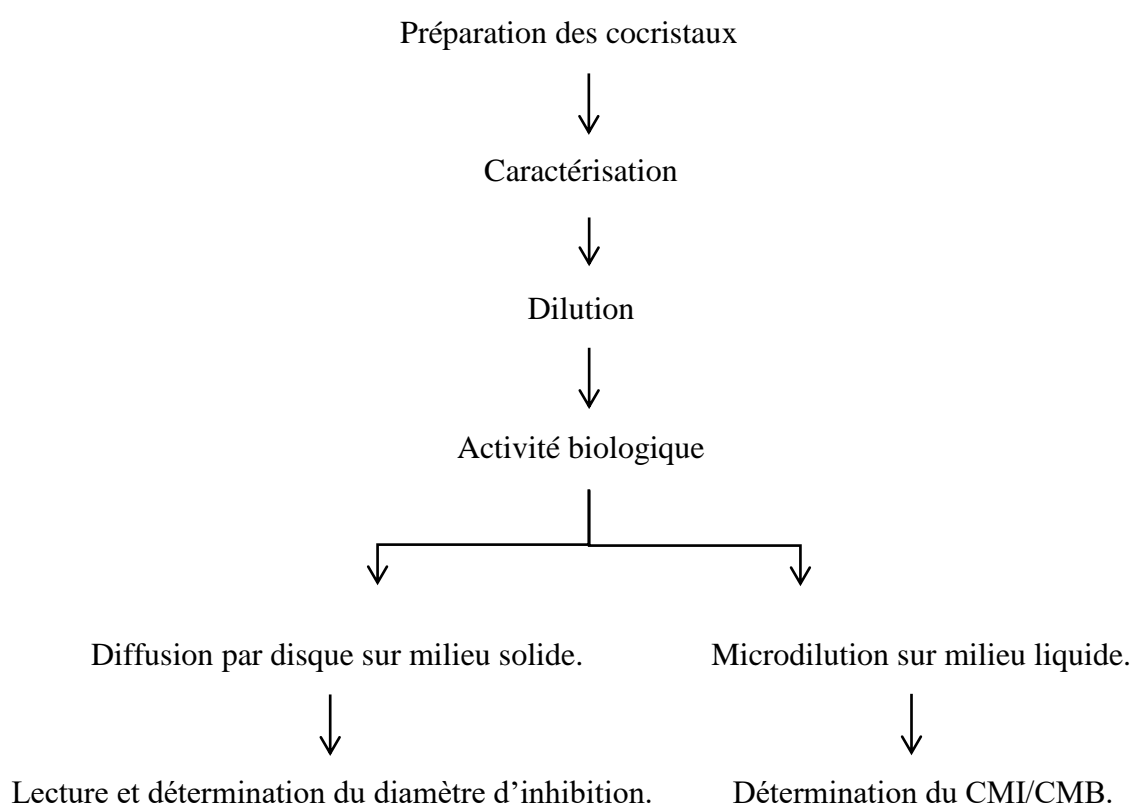 Préparation des cocristaux
Caractérisation
Dilution
Activité biologique
Diffusion par disque sur milieu solide.
Microdilution sur milieu liquide.
Lecture et détermination du diamètre d’inhibition.
Détermination du CMI/CMB.